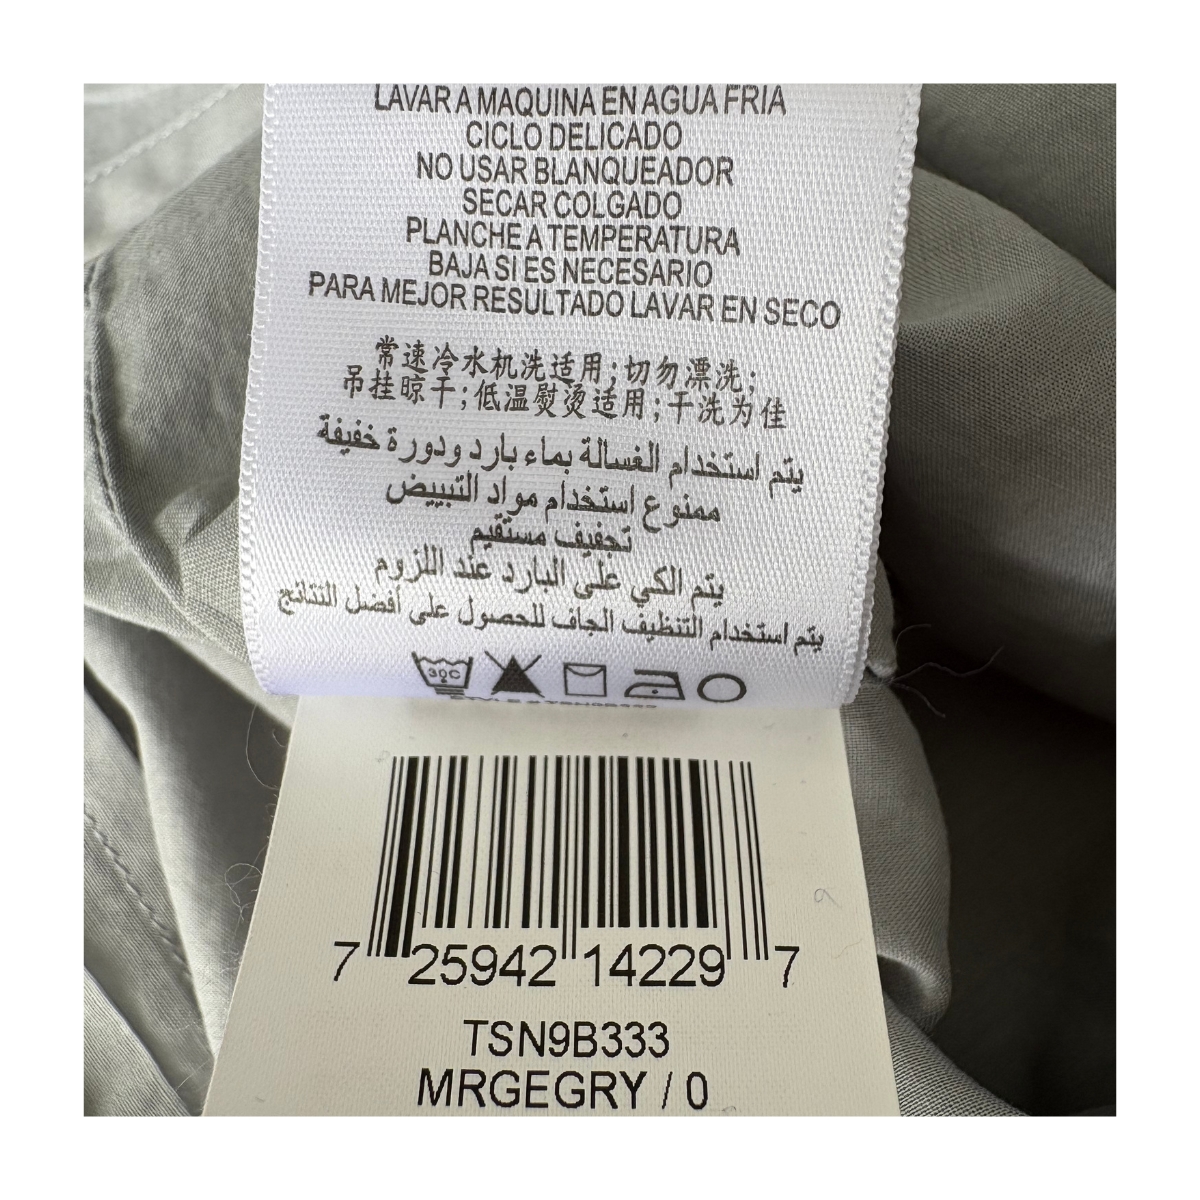 LAVAR A MAQUINA EN AGUA FRIA
CICLO DELICADO
NO USAR BLANQUEADOR
SECAR COLGADO
PLANCHE A TEMPERATURA
BAJA SI ES NECESARIO
PARA MEJOR RESULTADO LAVAR EN SECO
常速冷水机洗适用;切勿漂洗;
吊挂晾干;低温熨烫适用;干洗为佳
يتم استخدام الغسالة بماء بارد ودورة خفيفة
ممنوع استخدام مواد التبييض
تجفيف مستقيم
يتم الكي على البارد عند اللزوم
يتم استخدام التنظيف الجاف للحصول على أفضل النتائج
30C
7 25942 14229 7
TSN9B333
MRGEGRY / 0